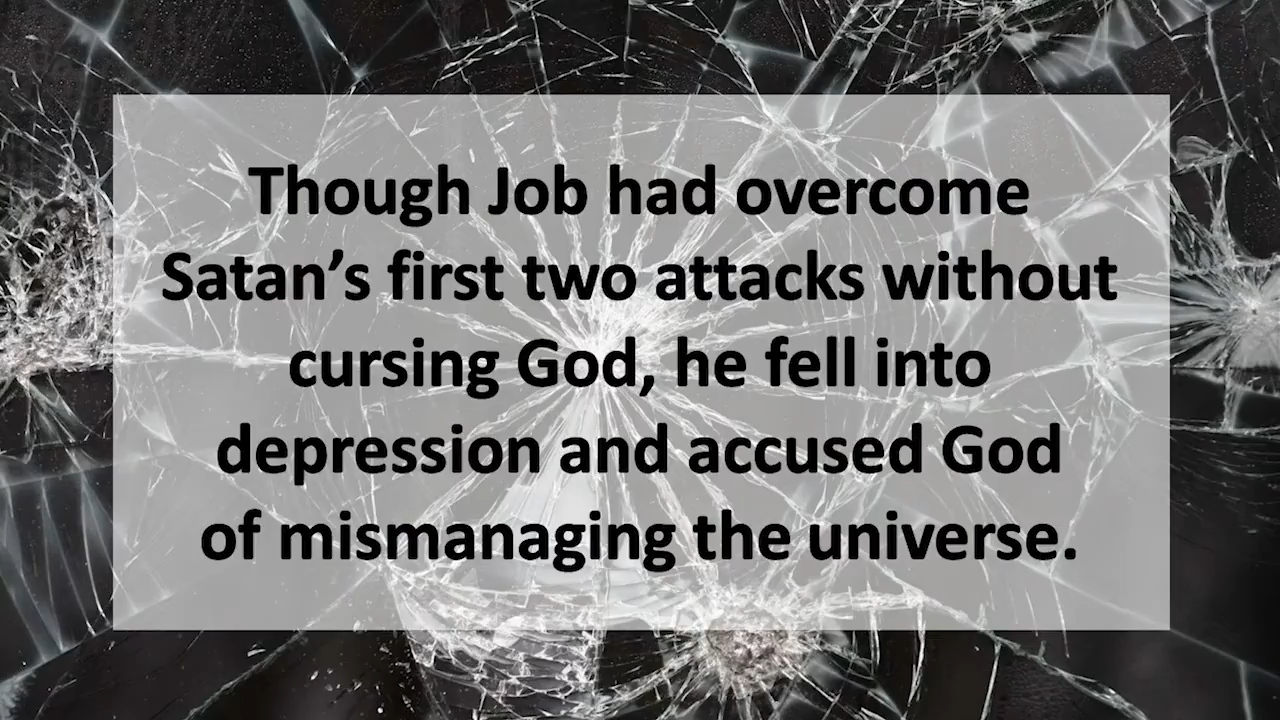 Though Job had overcome
Satan’s first two attacks without
cursing God, he fell into
depression and accused God
of mismanaging the universe.